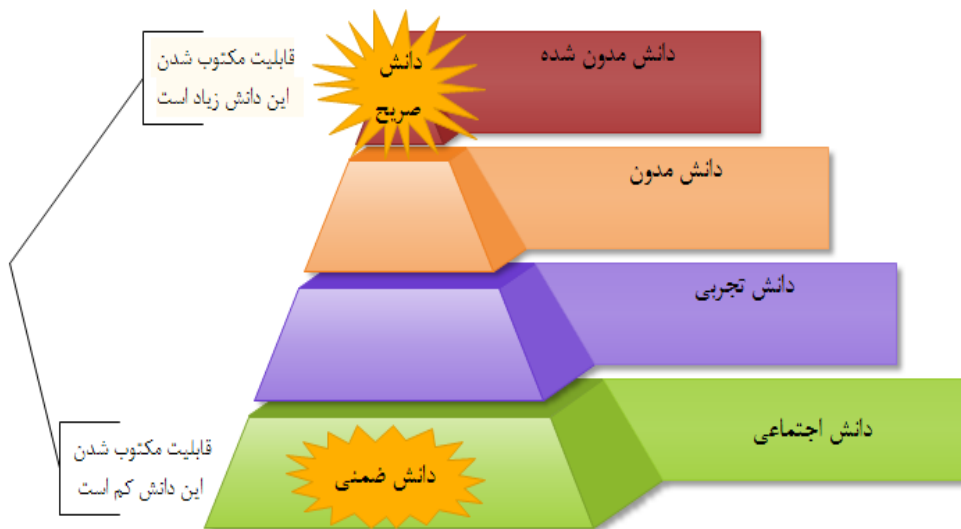 دانش مدون شده
دانش
صریح
قابلیت مکتوب شدن
این دانش زیاد است
دانش مدون
دانش تجربی
دانش اجتماعی
دانش ضمنی
قابلیت مکتوب شدن
این دانش کم است